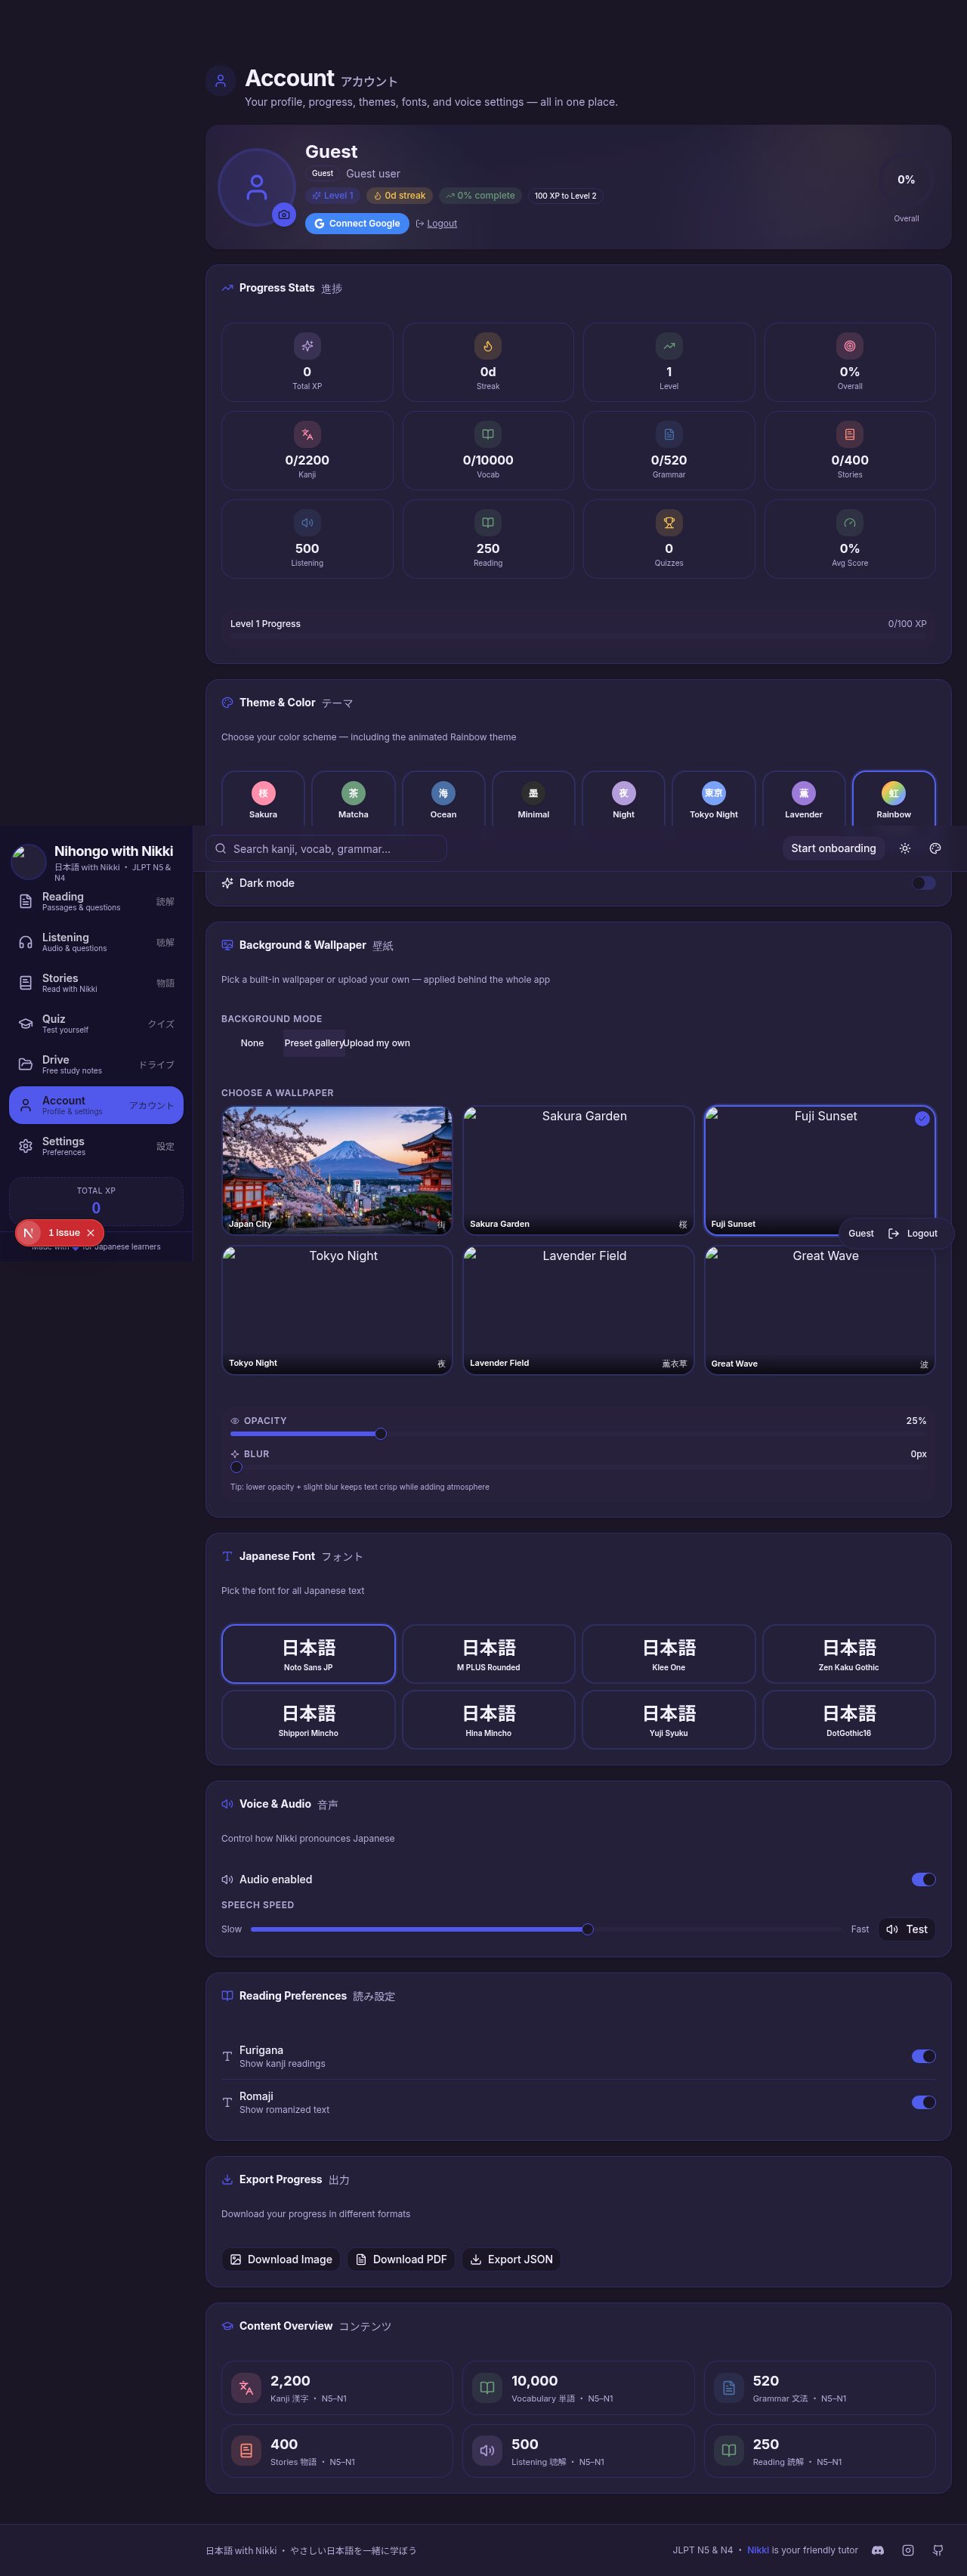 Account アカウント
Your profile, progress, themes, fonts, and voice settings — all in one place.
Guest
Guest Guest user
Level 1 0d streak 0% complete 100 XP to Level 2
Connect Google Logout
0%
Overall
Progress Stats 進捗
0
Total XP
0d
Streak
1
Level
0%
Overall
0/2200
Kanji
0/10000
Vocab
0/520
Grammar
0/400
Stories
500
Listening
250
Reading
0
Quizzes
0%
Avg Score
Level 1 Progress 0/100 XP
Theme & Color テーマ
Choose your color scheme — including the animated Rainbow theme
桜
Sakura
茶
Matcha
海
Ocean
墨
Minimal
夜
Night
東京
Tokyo Night
薫
Lavender
虹
Rainbow
Nihongo with Nikki
日本語 with Nikki ・ JLPT N5 &
N4
Reading 読解
Passages & questions
Listening 聴解
Audio & questions
Stories 物語
Read with Nikki
Quiz クイズ
Test yourself
Drive ドライブ
Free study notes
Account アカウント
Profile & settings
Settings 設定
Preferences
TOTAL XP
0
N 1 Issue
Made with for Japanese learners
Search kanji, vocab, grammar...
Start onboarding
Dark mode
Background & Wallpaper 壁紙
Pick a built-in wallpaper or upload your own — applied behind the whole app
BACKGROUND MODE
None Preset gallery Upload my own
CHOOSE A WALLPAPER
Japan City 街
Sakura Garden
Sakura Garden 桜
Fuji Sunset
Fuji Sunset
Guest Logout
Tokyo Night
Tokyo Night 夜
Lavender Field
Lavender Field 薫衣草
Great Wave
Great Wave 波
OPACITY 25%
BLUR 0px
Tip: lower opacity + slight blur keeps text crisp while adding atmosphere
Japanese Font フォント
Pick the font for all Japanese text
日本語
Noto Sans JP
日本語
M PLUS Rounded
日本語
Klee One
日本語
Zen Kaku Gothic
日本語
Shippori Mincho
日本語
Hina Mincho
日本語
Yuji Syuku
日本語
DotGothic16
Voice & Audio 音声
Control how Nikki pronounces Japanese
Audio enabled
SPEECH SPEED
Slow Fast Test
Reading Preferences 読み設定
Furigana
Show kanji readings
Romaji
Show romanized text
Export Progress 出力
Download your progress in different formats
Download Image Download PDF Export JSON
Content Overview コンテンツ
2,200
Kanji 漢字 ・ N5–N1
10,000
Vocabulary 単語 ・ N5–N1
520
Grammar 文法 ・ N5–N1
400
Stories 物語 ・ N5–N1
500
Listening 聴解 ・ N5–N1
250
Reading 読解 ・ N5–N1
日本語 with Nikki ・ やさしい日本語を一緒に学ぼう
JLPT N5 & N4 ・ Nikki is your friendly tutor